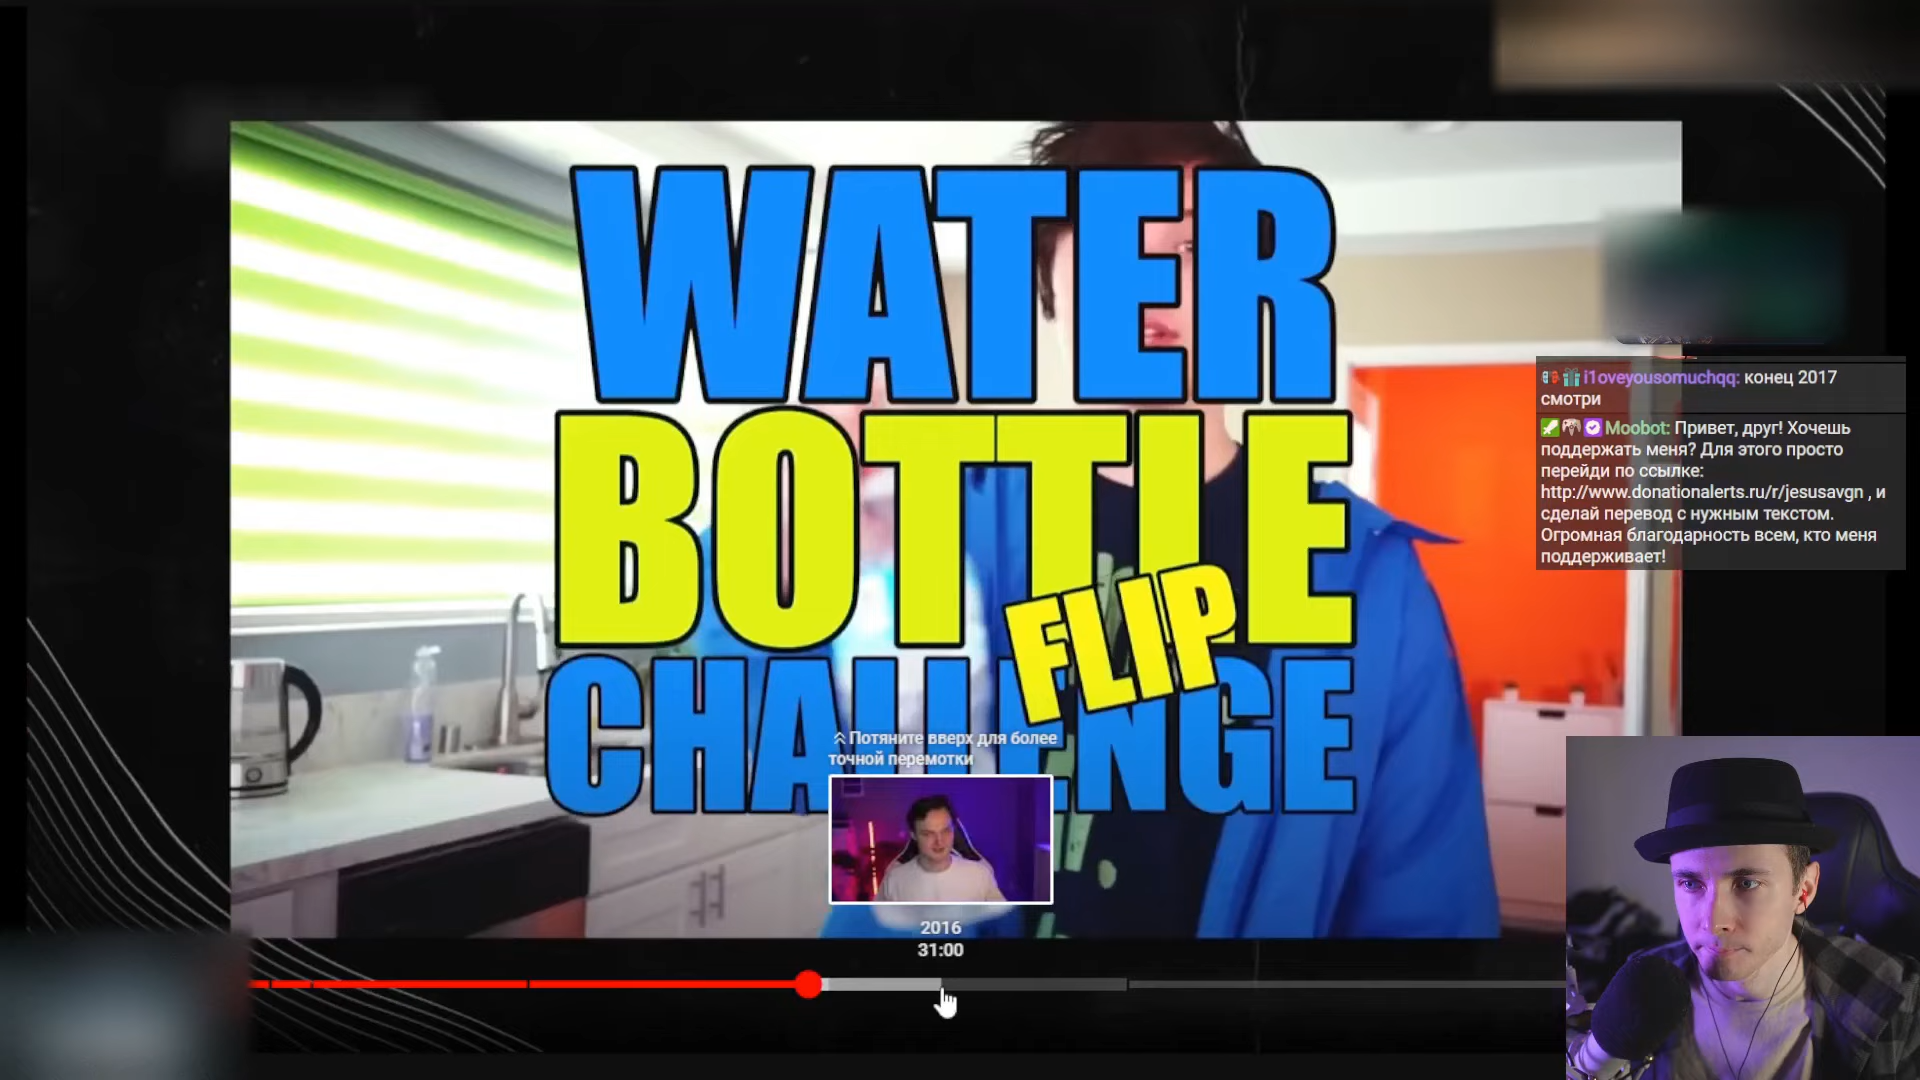 WATER
BOTTLE
FLIP
CHALLENGE
i1oveyousomuchqq: конец 2017
смотри
Moobot: Привет, друг! Хочешь
поддержать меня? Для этого просто
перейди по ссылке:
http://www.donationalerts.ru/r/jesusavgn , и
сделай перевод с нужным текстом.
Огромная благодарность всем, кто меня
поддерживает!
Потяните вверх для более
точной перемотки
2016
31:00